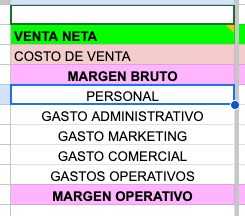 VENTA NETA
COSTO DE VENTA
MARGEN BRUTO
PERSONAL
GASTO ADMINISTRATIVO
GASTO MARKETING
GASTO COMERCIAL
GASTOS OPERATIVOS
MARGEN OPERATIVO